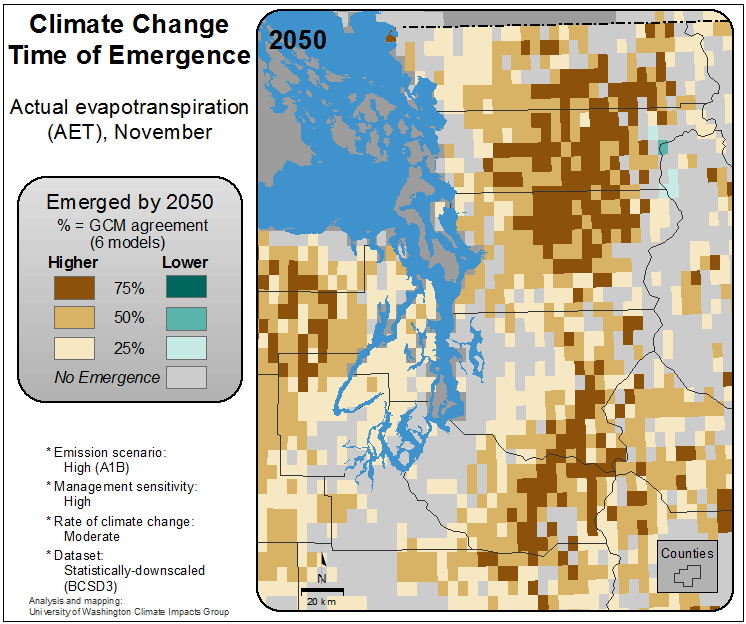 Climate Change
Time of Emergence
Actual evapotranspiration
(AET), November
Emerged by 2050
% = GCM agreement
(6 models)
Higher Lower
75%
50%
25%
No Emergence
* Emission scenario:
High (A1B)
* Management sensitivity:
High
* Rate of climate change:
Moderate
* Dataset:
Statistically-downscaled
(BCSD3)
Analysis and mapping:
University of Washington Climate Impacts Group
2050
N
20 km
Counties